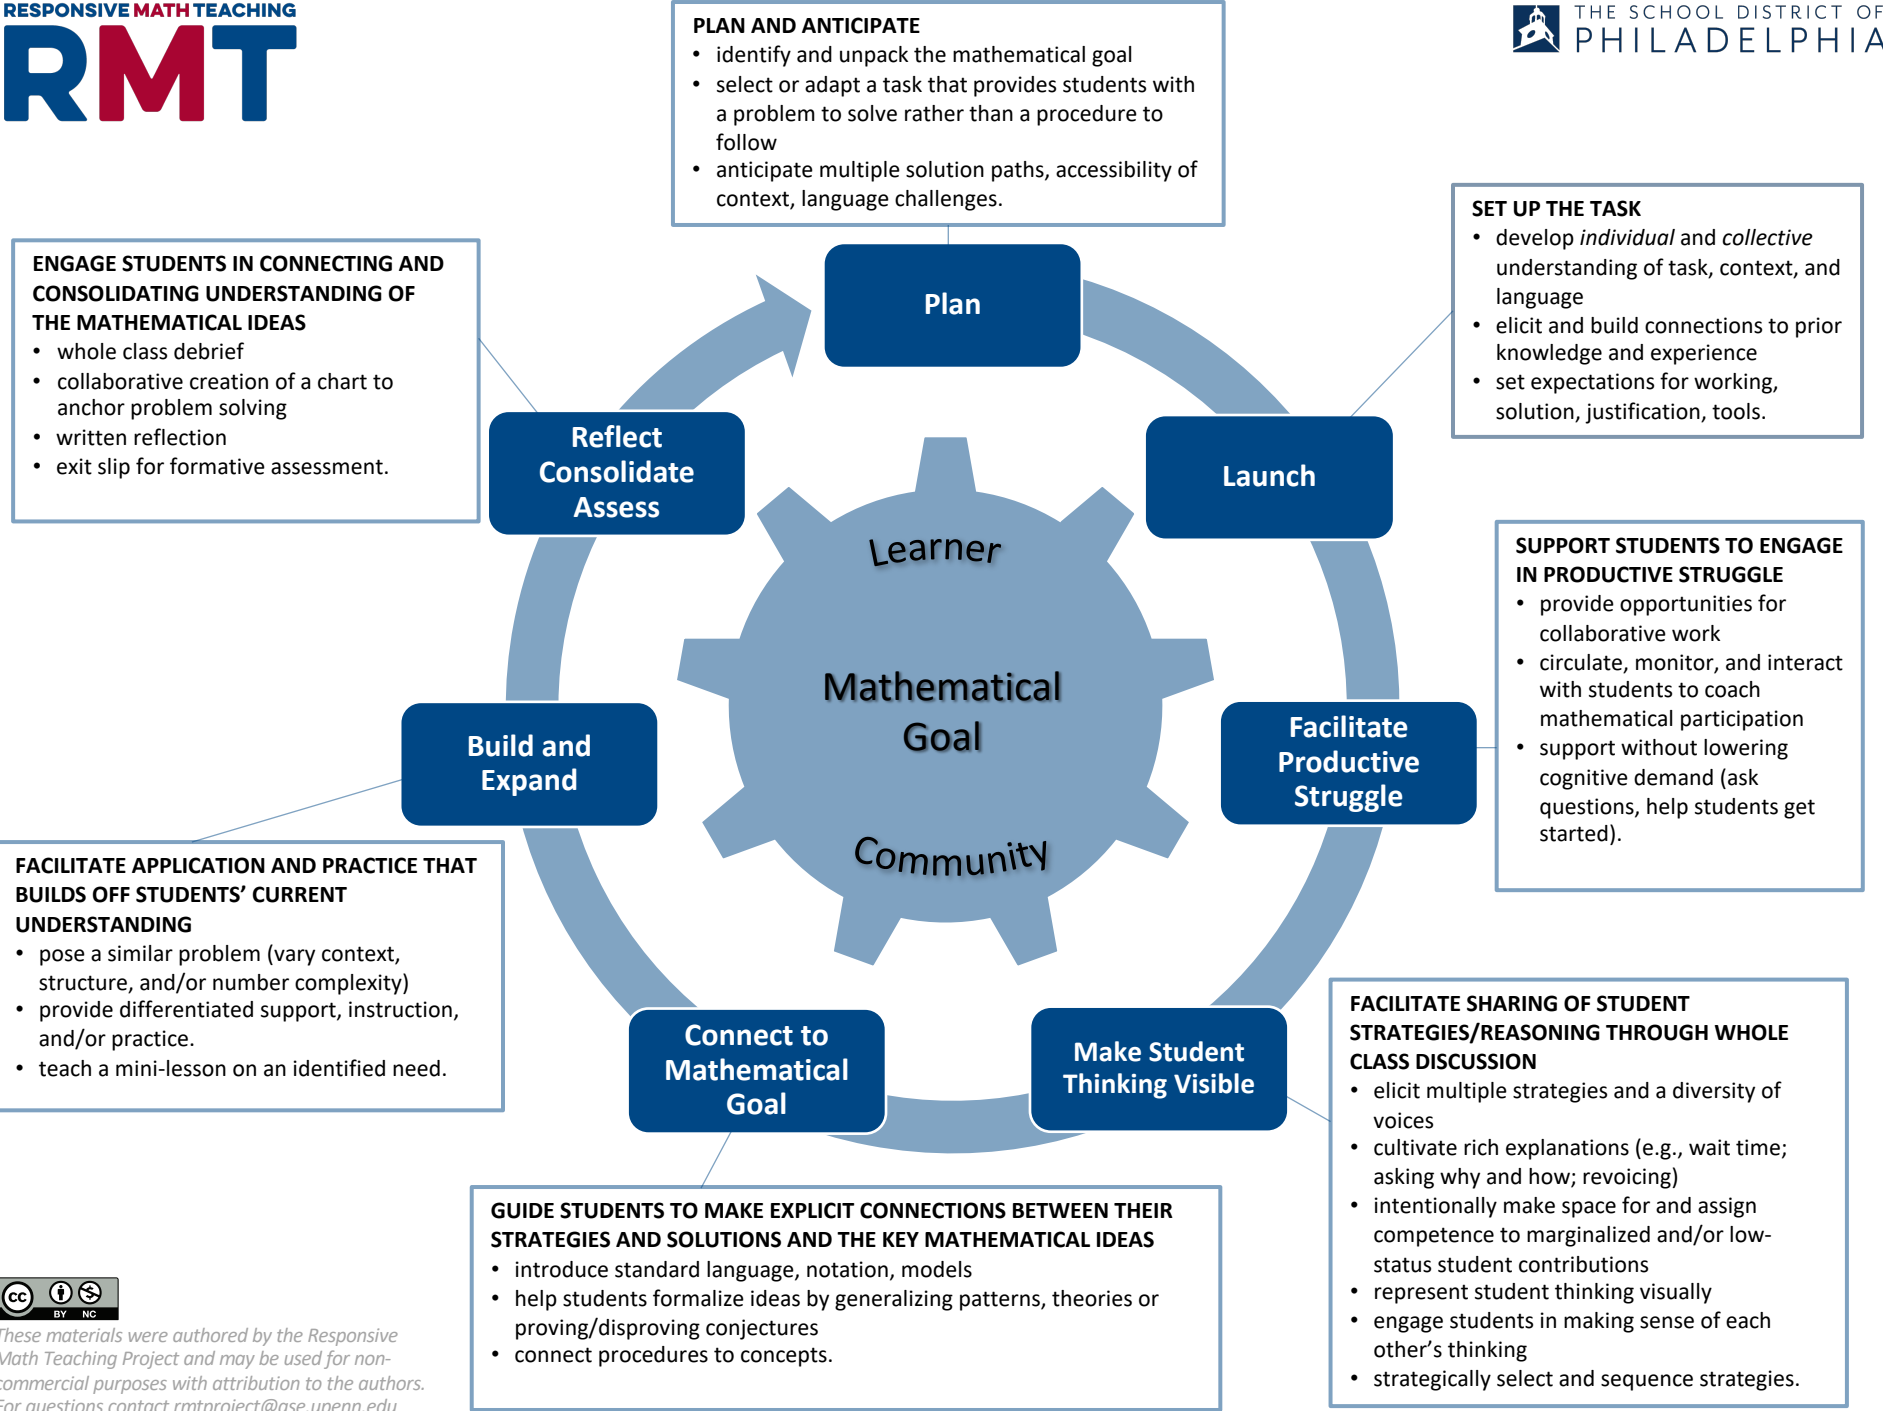 RESPONSIVE MATH TEACHING
RMT
THE SCHOOL DISTRICT OF
PHILADELPHIA
PLAN AND ANTICIPATE
• identify and unpack the mathematical goal
• select or adapt a task that provides students with
a problem to solve rather than a procedure to
follow
• anticipate multiple solution paths, accessibility of
context, language challenges.
Plan
SET UP THE TASK
• develop individual and collective
understanding of task, context, and
language
• elicit and build connections to prior
knowledge and experience
• set expectations for working,
solution, justification, tools.
Launch
SUPPORT STUDENTS TO ENGAGE
IN PRODUCTIVE STRUGGLE
• provide opportunities for
collaborative work
• circulate, monitor, and interact
with students to coach
mathematical participation
• support without lowering
cognitive demand (ask
questions, help students get
started).
Facilitate
Productive
Struggle
FACILITATE SHARING OF STUDENT
STRATEGIES/REASONING THROUGH WHOLE
CLASS DISCUSSION
• elicit multiple strategies and a diversity of
voices
• cultivate rich explanations (e.g., wait time;
asking why and how; revoicing)
• intentionally make space for and assign
competence to marginalized and/or low-
status student contributions
• represent student thinking visually
• engage students in making sense of each
other’s thinking
• strategically select and sequence strategies.
Make Student
Thinking Visible
Connect to
Mathematical
Goal
GUIDE STUDENTS TO MAKE EXPLICIT CONNECTIONS BETWEEN THEIR
STRATEGIES AND SOLUTIONS AND THE KEY MATHEMATICAL IDEAS
• introduce standard language, notation, models
• help students formalize ideas by generalizing patterns, theories or
proving/disproving conjectures
• connect procedures to concepts.
Build and
Expand
FACILITATE APPLICATION AND PRACTICE THAT
BUILDS OFF STUDENTS’ CURRENT
UNDERSTANDING
• pose a similar problem (vary context,
structure, and/or number complexity)
• provide differentiated support, instruction,
and/or practice.
• teach a mini-lesson on an identified need.
Reflect
Consolidate
Assess
ENGAGE STUDENTS IN CONNECTING AND
CONSOLIDATING UNDERSTANDING OF
THE MATHEMATICAL IDEAS
• whole class debrief
• collaborative creation of a chart to
anchor problem solving
• written reflection
• exit slip for formative assessment.
Learner
Mathematical
Goal
Community
cc
BY NC
These materials were authored by the Responsive
Math Teaching Project and may be used for non-
commercial purposes with attribution to the authors.
For questions contact rmtproject@gse.upenn.edu